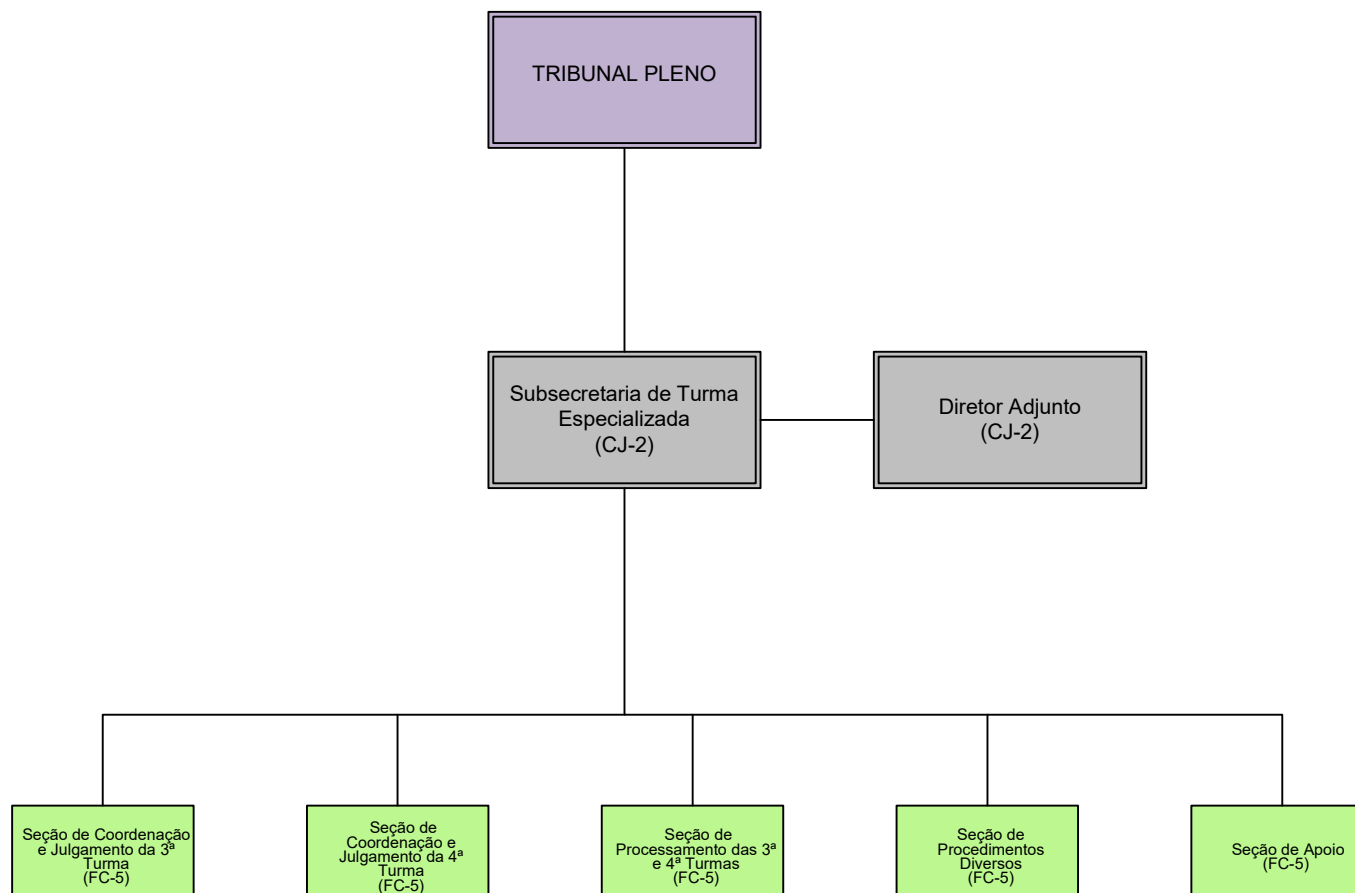 TRIBUNAL PLENO
Subsecretaria de Turma
Especializada
(CJ-2)
Diretor Adjunto
(CJ-2)
Seção de Coordenação
e Julgamento da 3ª
Turma
(FC-5)
Seção de
Coordenação e
Julgamento da 4ª
Turma
(FC-5)
Seção de
Processamento das 3ª
e 4ª Turmas
(FC-5)
Seção de
Procedimentos
Diversos
(FC-5)
Seção de Apoio
(FC-5)